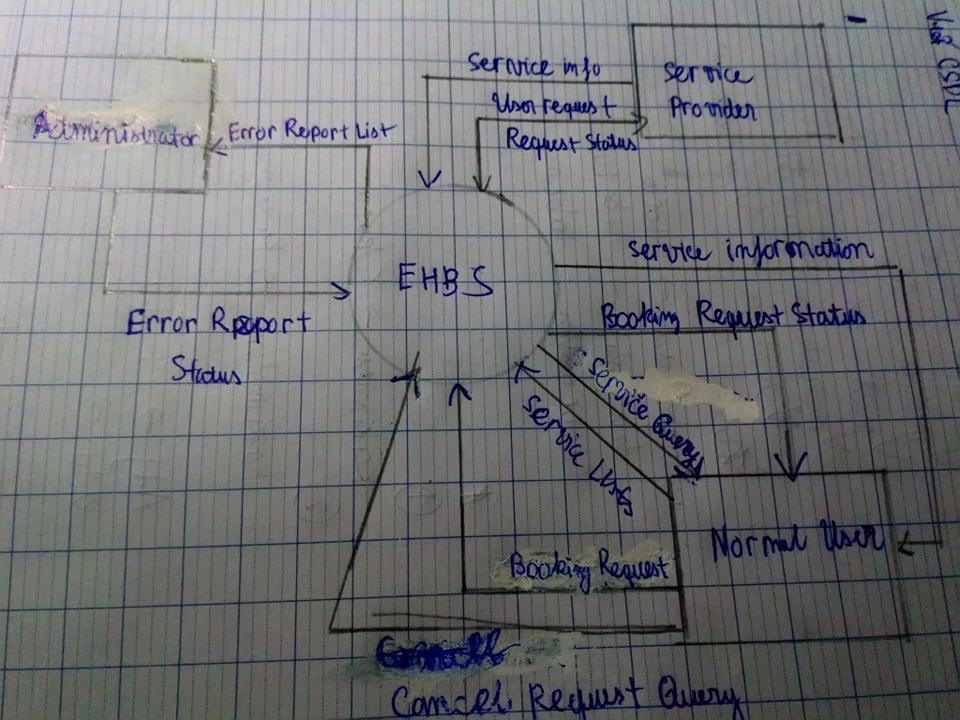 Service info
Service
Provider
User request
Request Status
Administrator
Error Report List
EHBS
Service information
Error Rpoport
Status
Booking Request Status
Service Query
Service Lists
Normal User
Booking Request
Cancel Request Query